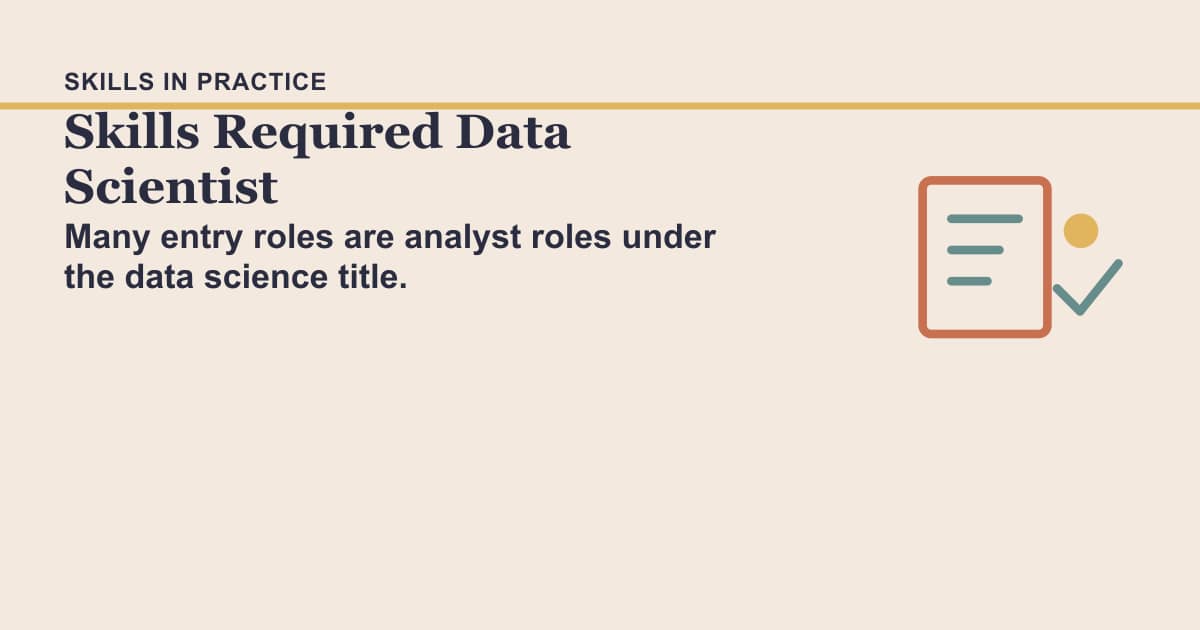 SKILLS IN PRACTICE
Skills Required Data
Scientist
Many entry roles are analyst roles under
the data science title.